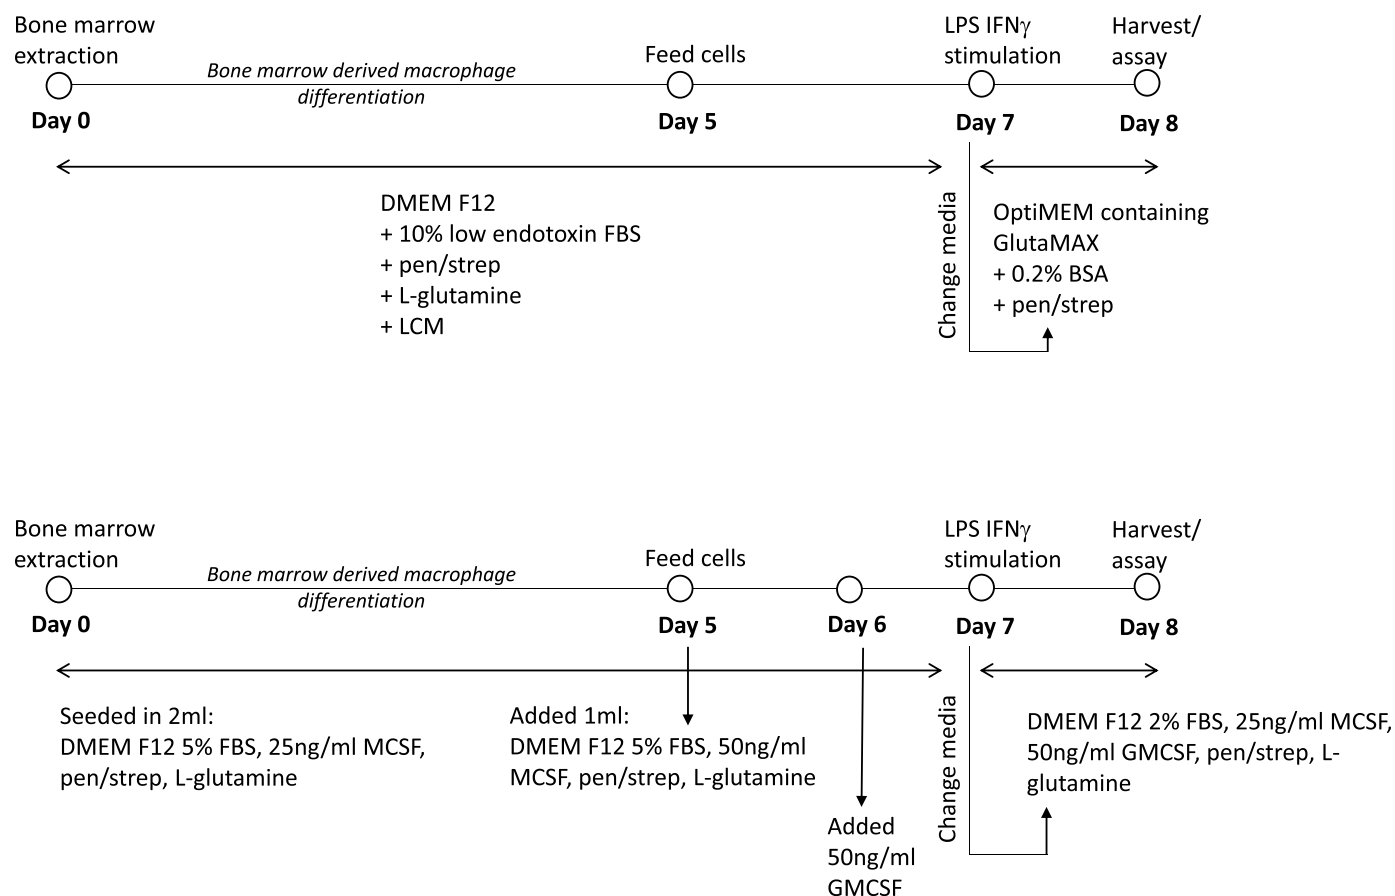 Bone marrow
extraction
Bone marrow derived macrophage
differentiation
Feed cells
LPS IFNγ
stimulation
Harvest/
assay
Day 0
Day 5
Day 7
Day 8
DMEM F12
+ 10% low endotoxin FBS
+ pen/strep
+ L-glutamine
+ LCM
Change media
OptiMEM containing
GlutaMAX
+ 0.2% BSA
+ pen/strep
Bone marrow
extraction
Bone marrow derived macrophage
differentiation
Feed cells
LPS IFNγ
stimulation
Harvest/
assay
Day 0
Day 5
Day 6
Day 7
Day 8
Seeded in 2ml:
DMEM F12 5% FBS, 25ng/ml MCSF,
pen/strep, L-glutamine
Added 1ml:
DMEM F12 5% FBS, 50ng/ml
MCSF, pen/strep, L-glutamine
Added
50ng/ml
GMCSF
Change media
DMEM F12 2% FBS, 25ng/ml MCSF,
50ng/ml GMCSF, pen/strep, L-
glutamine